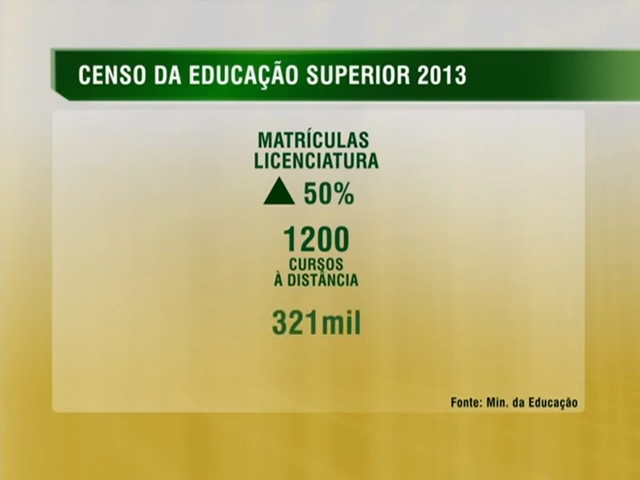 CENSO DA EDUCAÇÃO SUPERIOR 2013
MATRÍCULAS
LICENCIATURA
▲ 50%
1200
CURSOS
À DISTÂNCIA
321mil
Fonte: Min. da Educação